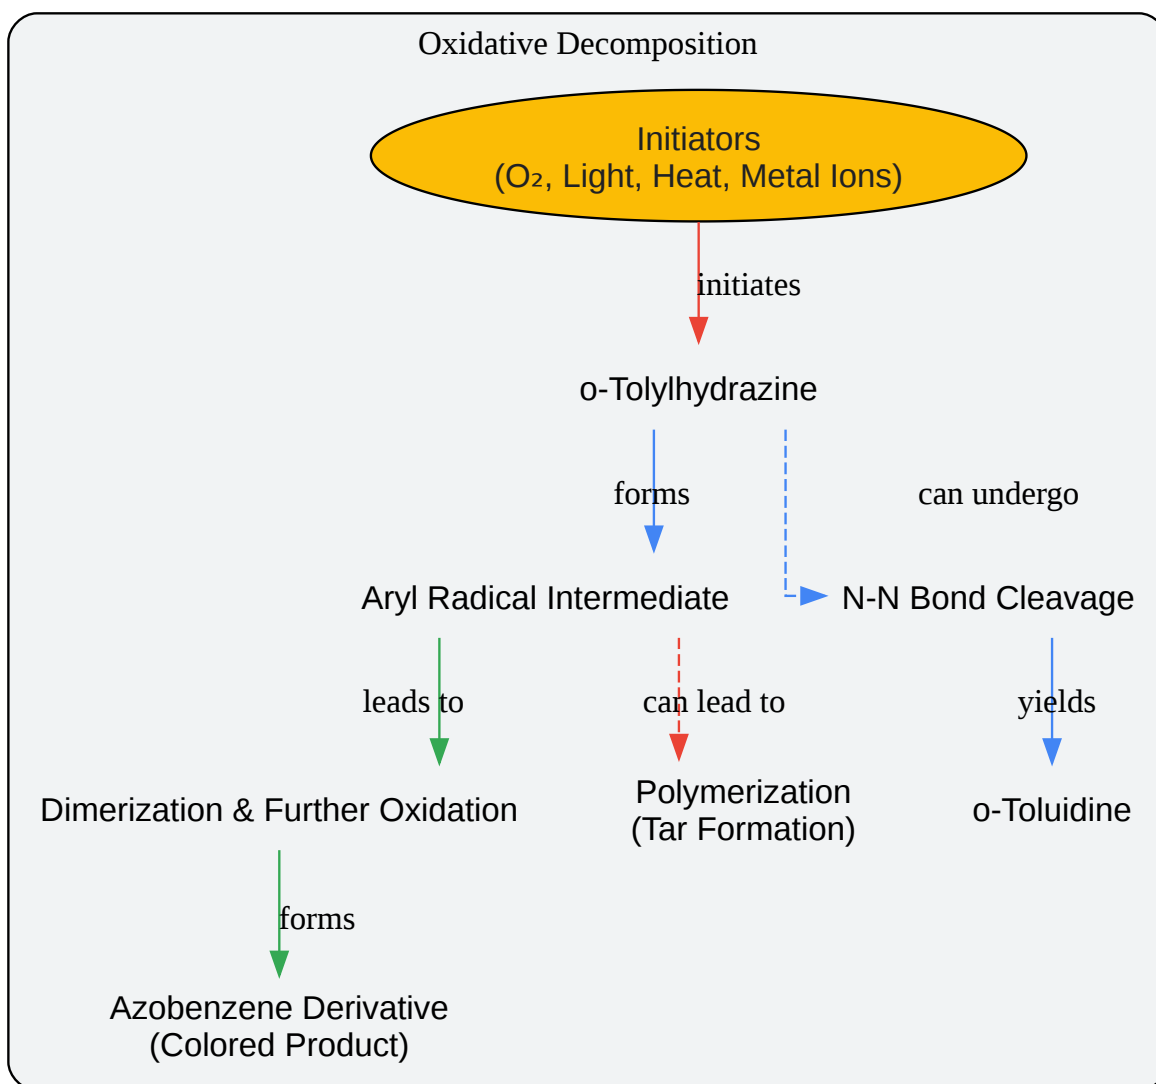 Oxidative Decomposition
Initiators
(O₂, Light, Heat, Metal Ions)
initiates
o-Tolylhydrazine
forms
can undergo
Aryl Radical Intermediate
N-N Bond Cleavage
leads to
can lead to
yields
Dimerization & Further Oxidation
Polymerization
(Tar Formation)
o-Toluidine
forms
Azobenzene Derivative
(Colored Product)